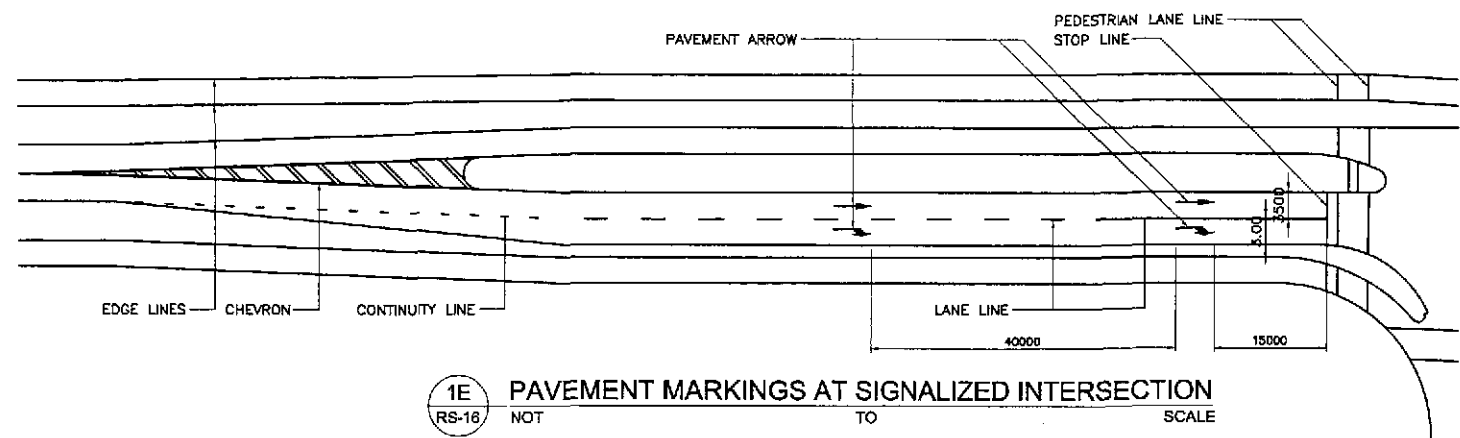 PEDESTRIAN LANE LINE
PAVEMENT ARROW
STOP LINE
3500
3.00
EDGE LINES
CHEVRON
CONTINUITY LINE
LANE LINE
40000
15000
1E
PAVEMENT MARKINGS AT SIGNALIZED INTERSECTION
RS-16
NOT TO SCALE